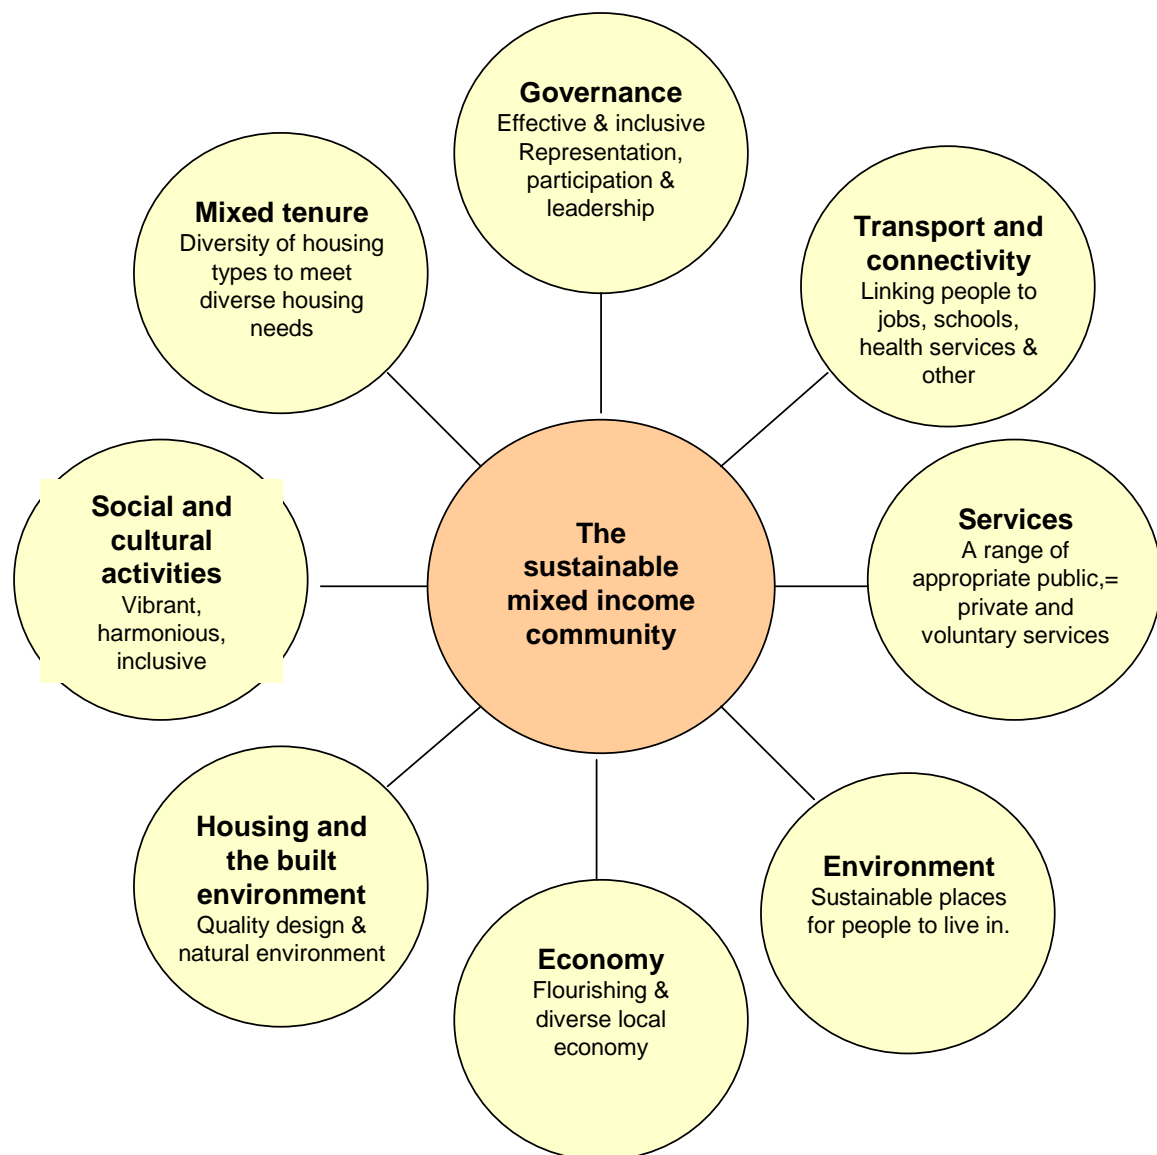 Governance
Effective & inclusive
Representation,
participation &
leadership
Mixed tenure
Diversity of housing
types to meet
diverse housing
needs
Transport and
connectivity
Linking people to
jobs, schools,
health services &
other
Social and
cultural
activities
Vibrant,
harmonious,
inclusive
The
sustainable
mixed income
community
Services
A range of
appropriate public,=
private and
voluntary services
Housing and
the built
environment
Quality design &
natural environment
Environment
Sustainable places
for people to live in.
Economy
Flourishing &
diverse local
economy